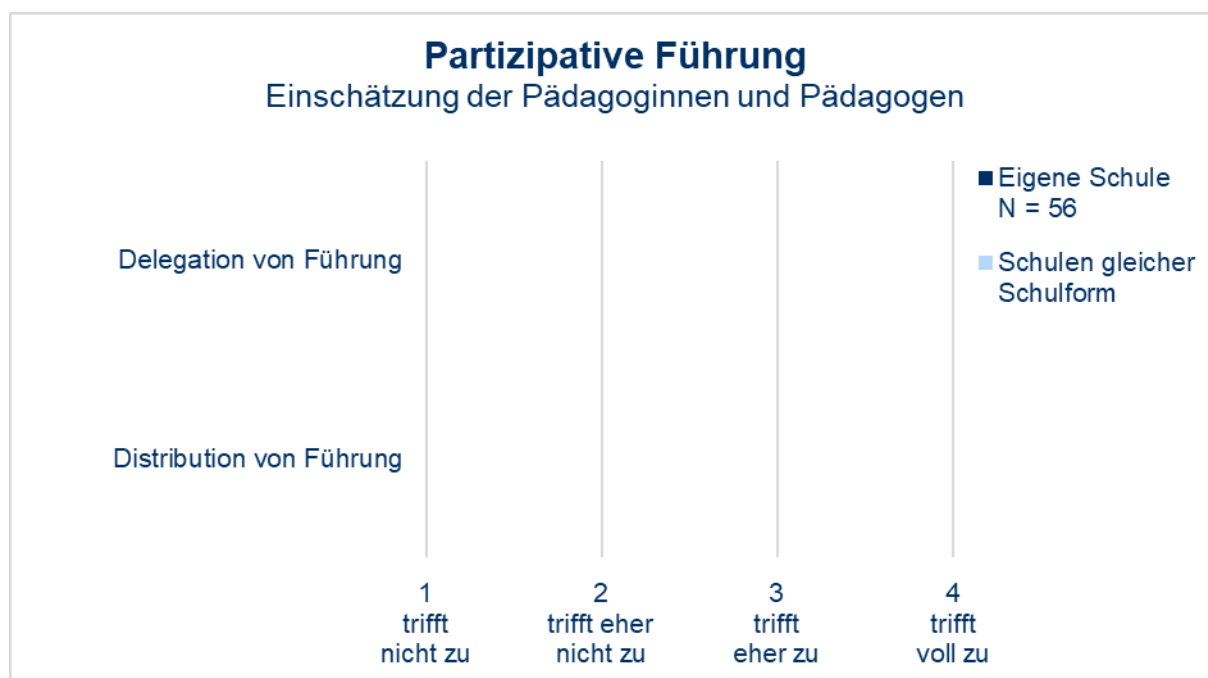 Partizipative Führung
Einschätzung der Pädagoginnen und Pädagogen
Eigene Schule
N = 56
Schulen gleicher
Schulform
Delegation von Führung
Distribution von Führung
1
trifft
nicht zu
2
trifft eher
nicht zu
3
trifft
eher zu
4
trifft
voll zu